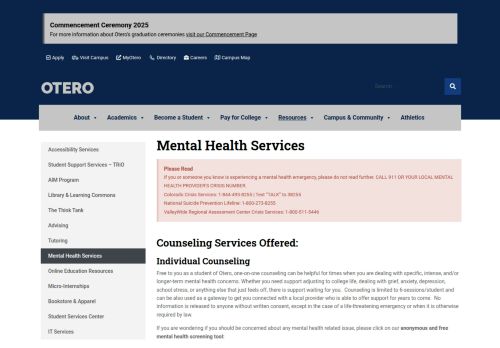 Commencement Ceremony 2025
For more information about Otero's graduation ceremonies visit our Commencement Page
Apply Visit Campus MyOtero Directory Careers Campus Map
OTERO
Search
About Academics Become a Student Pay for College Resources Campus & Community Athletics
Accessibility Services
Student Support Services – TRiO
AIM Program
Library & Learning Commons
The Think Tank
Advising
Tutoring
Mental Health Services
Online Education Resources
Micro-Internships
Bookstore & Apparel
Student Services Center
IT Services
Mental Health Services
Please Read
If you or someone you know is experiencing a mental health emergency, please do not read further. CALL 911 OR YOUR LOCAL MENTAL
HEALTH PROVIDER'S CRISIS NUMBER.
Colorado Crisis Services: 1-844-493-8255 | Text "TALK" to 38255
National Suicide Prevention Lifeline: 1-800-273-8255
ValleyWide Regional Assessment Center Crisis Services: 1-800-511-5446
Counseling Services Offered:
Individual Counseling
Free to you as a student of Otero, one-on-one counseling can be helpful for times when you are dealing with specific, intense, and/or
longer-term mental health concerns. Whether you need support adjusting to college life, dealing with grief, anxiety, depression,
school stress, or anything else that just feels off, there is support waiting for you. Counseling is limited to 6-sessions/student and
can be also used as a gateway to get you connected with a local provider who is able to offer support for years to come. No
information is released to anyone without written consent, except in the case of a life-threatening emergency or when it is otherwise
required by law.
If you are wondering if you should be concerned about any mental health related issue, please click on our anonymous and free
mental health screening tool!